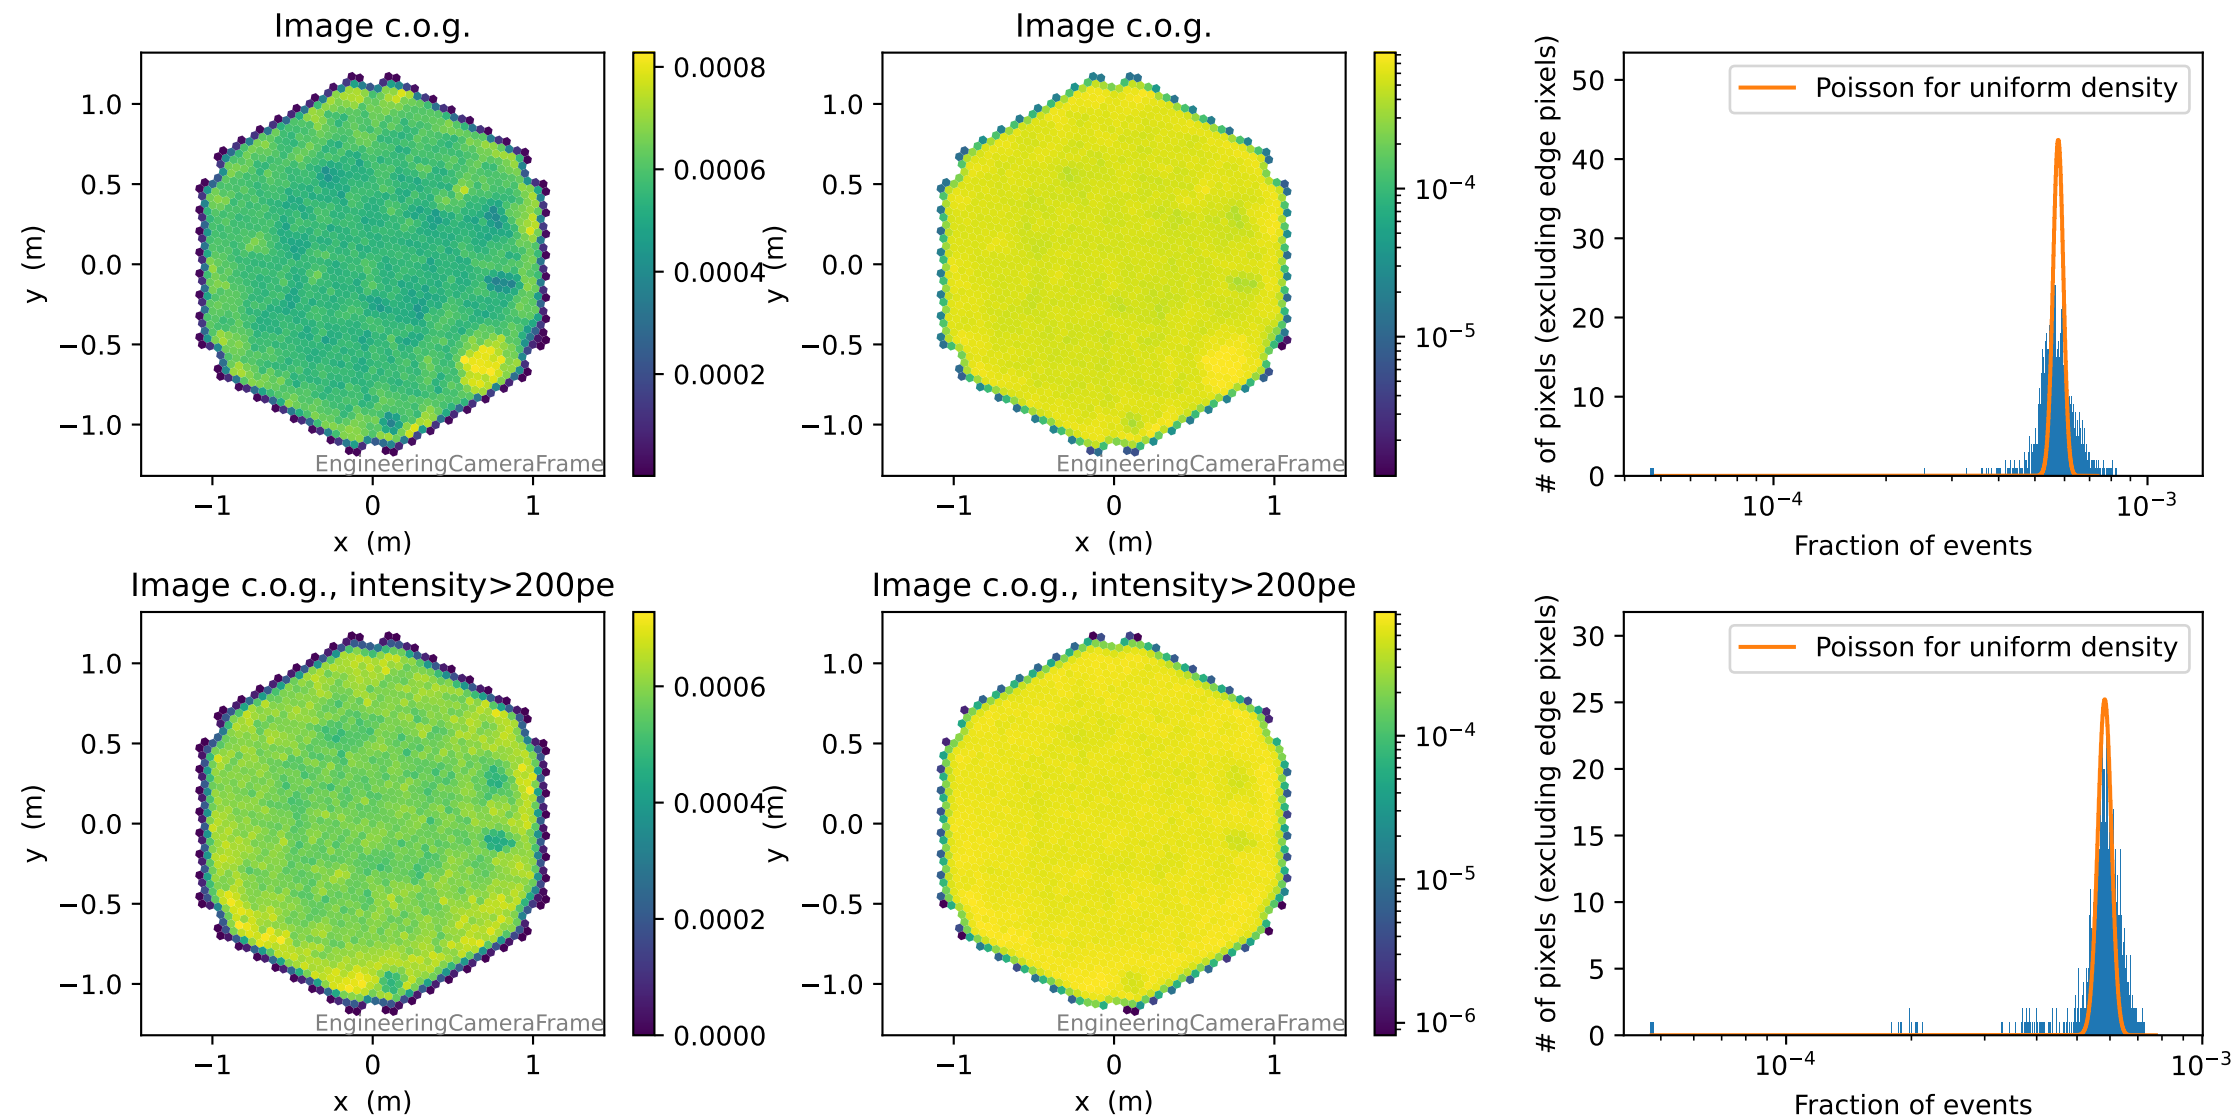 Image c.o.g.
1.0
0.5
0.0
−0.5
−1.0
y (m)
−1
0
1
x (m)
EngineeringCameraFrame
0.0008
0.0006
0.0004
0.0002
Image c.o.g.
1.0
0.5
0.0
−0.5
−1.0
y (m)
−1
0
1
x (m)
EngineeringCameraFrame
10⁻⁴
10⁻⁵
# of pixels (excluding edge pixels)
50
40
30
20
10
0
Poisson for uniform density
10⁻⁴
10⁻³
Fraction of events
Image c.o.g., intensity>200pe
1.0
0.5
0.0
−0.5
−1.0
y (m)
−1
0
1
x (m)
EngineeringCameraFrame
0.0006
0.0004
0.0002
0.0000
Image c.o.g., intensity>200pe
1.0
0.5
0.0
−0.5
−1.0
y (m)
−1
0
1
x (m)
EngineeringCameraFrame
10⁻⁴
10⁻⁵
10⁻⁶
# of pixels (excluding edge pixels)
30
25
20
15
10
5
0
Poisson for uniform density
10⁻⁴
10⁻³
Fraction of events